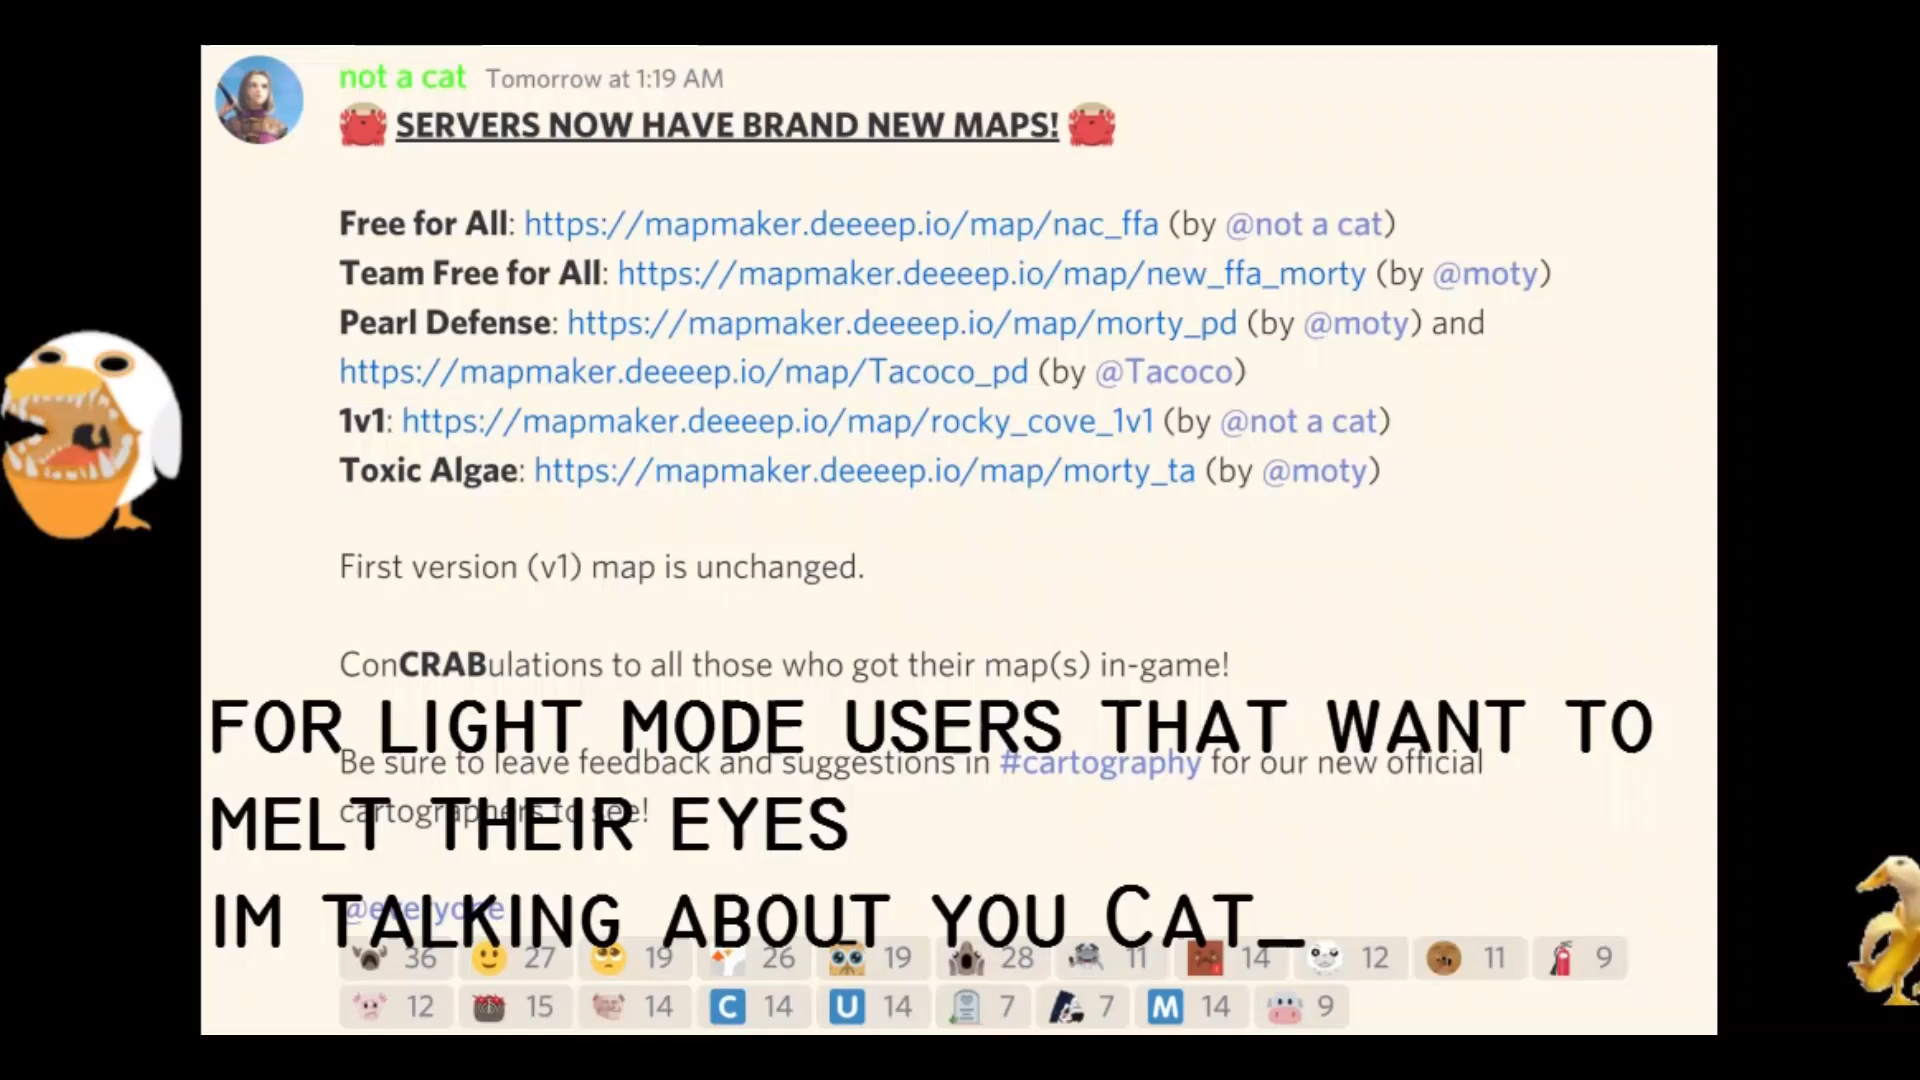 not a cat Tomorrow at 1:19 AM
SERVERS NOW HAVE BRAND NEW MAPS!
Free for All: https://mapmaker.deeeep.io/map/nac_ffa (by @not a cat)
Team Free for All: https://mapmaker.deeeep.io/map/new_ffa_morty (by @moty)
Pearl Defense: https://mapmaker.deeeep.io/map/morty_pd (by @moty) and
https://mapmaker.deeeep.io/map/Tacoco_pd (by @Tacoco)
1v1: https://mapmaker.deeeep.io/map/rocky_cove_1v1 (by @not a cat)
Toxic Algae: https://mapmaker.deeeep.io/map/morty_ta (by @moty)
First version (v1) map is unchanged.
ConCRABulations to all those who got their map(s) in-game!
FOR LIGHT MODE USERS THAT WANT TO
Be sure to leave feedback and suggestions in #cartography for our new official
cartographers to see!
MELT THEIR EYES
@everyone
IM TALKING ABOUT YOU CAT_
36 27 19 26 19 28 11 14 12 11 9
12 15 14 C 14 U 14 7 7 M 14 9